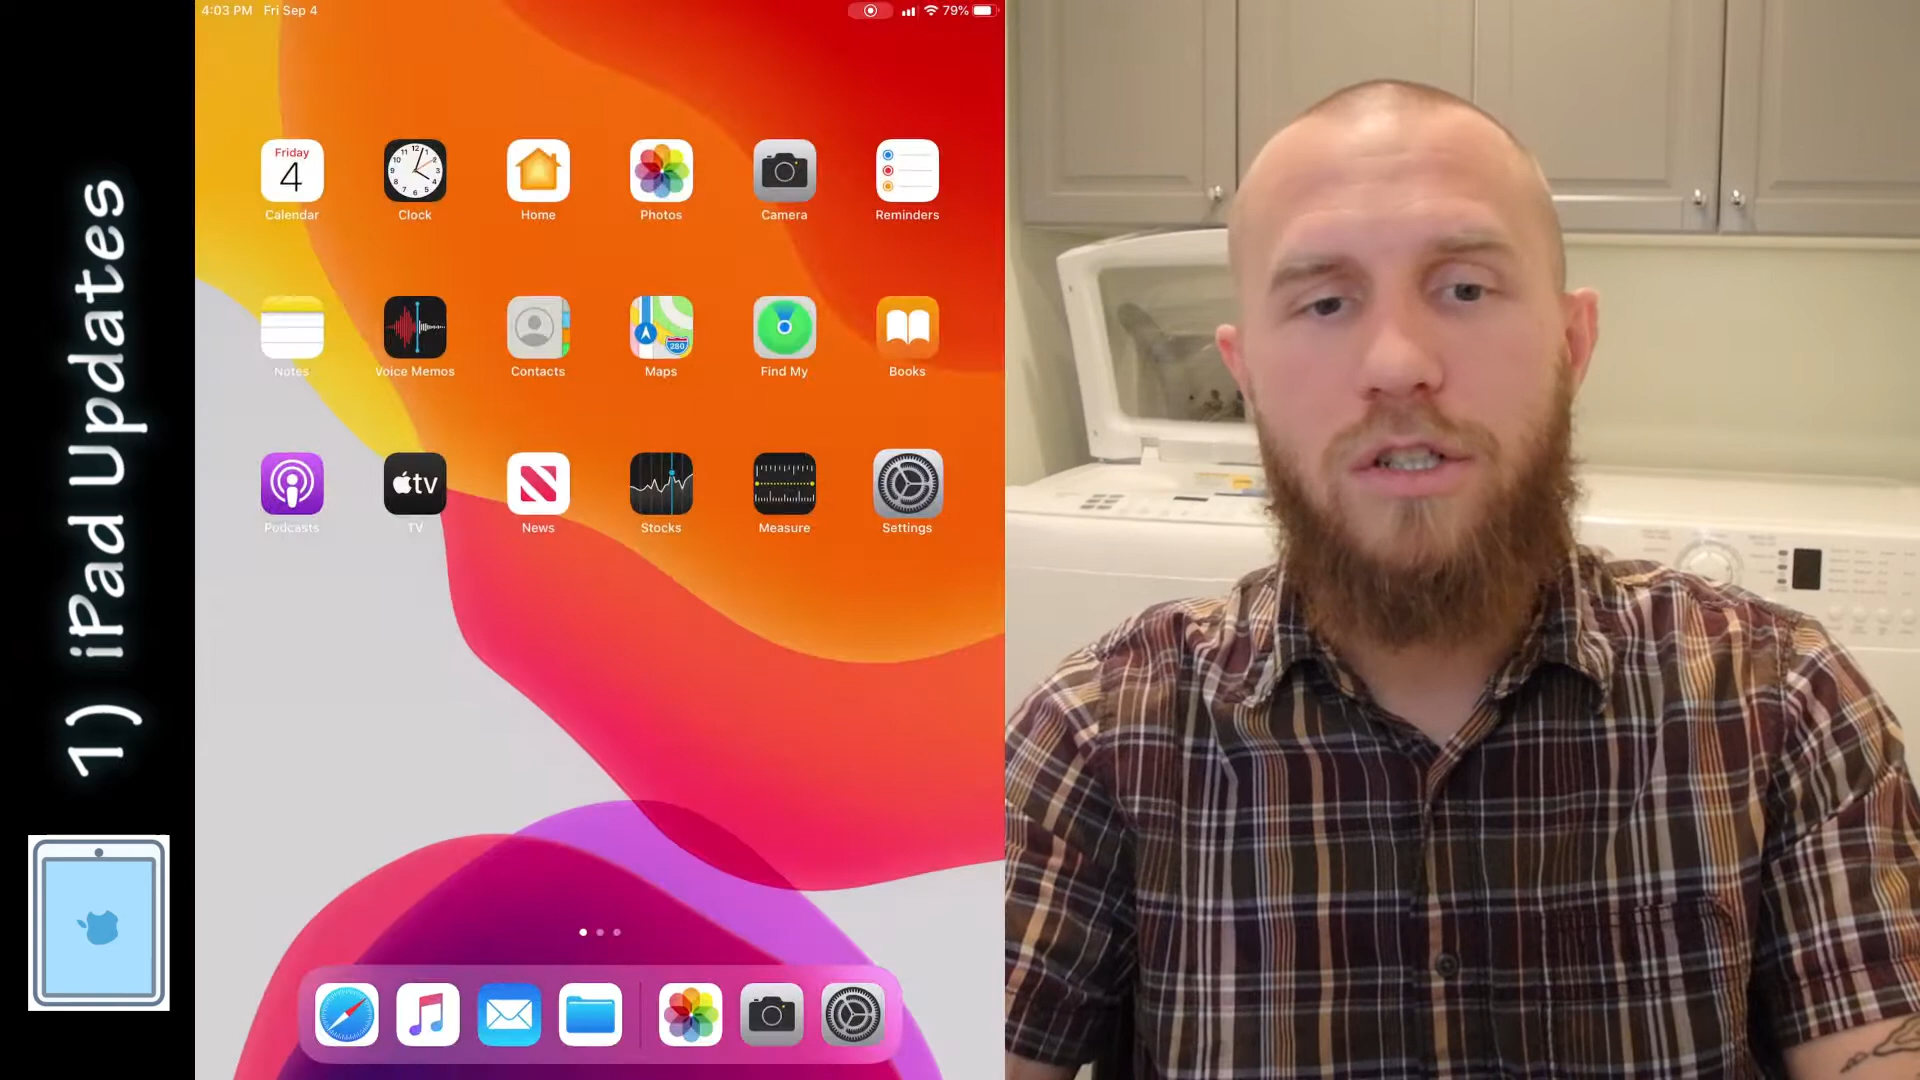 1) iPad Updates
4:03 PM Fri Sep 4
79%
Friday
4
Calendar
Clock
Home
Photos
Camera
Reminders
Notes
Voice Memos
Contacts
280
Maps
Find My
Books
Podcasts
tv
TV
News
Stocks
Measure
Settings